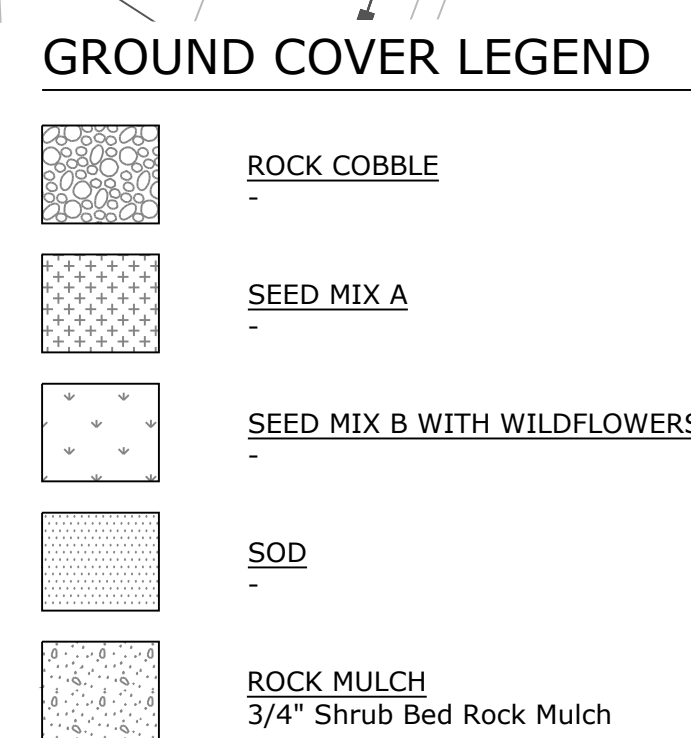 GROUND COVER LEGEND
ROCK COBBLE
-
SEED MIX A
-
SEED MIX B WITH WILDFLOWERS
-
SOD
-
ROCK MULCH
3/4" Shrub Bed Rock Mulch